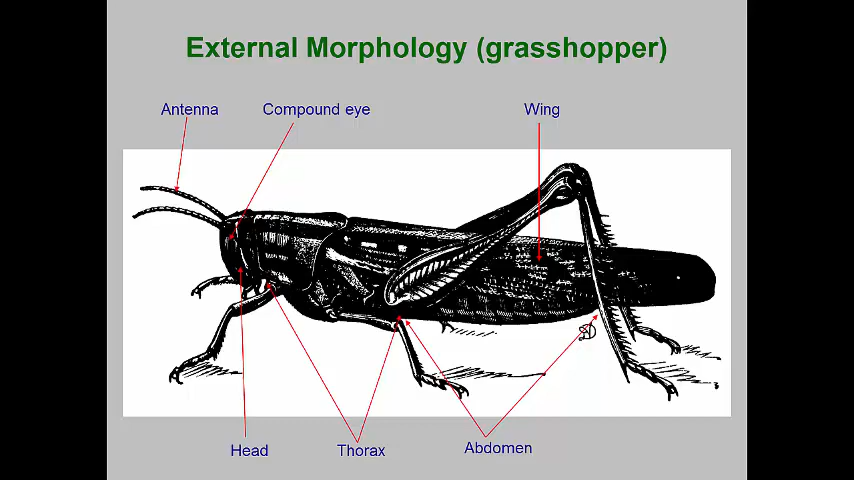 External Morphology (grasshopper)
Antenna
Compound eye
Wing
Head
Thorax
Abdomen